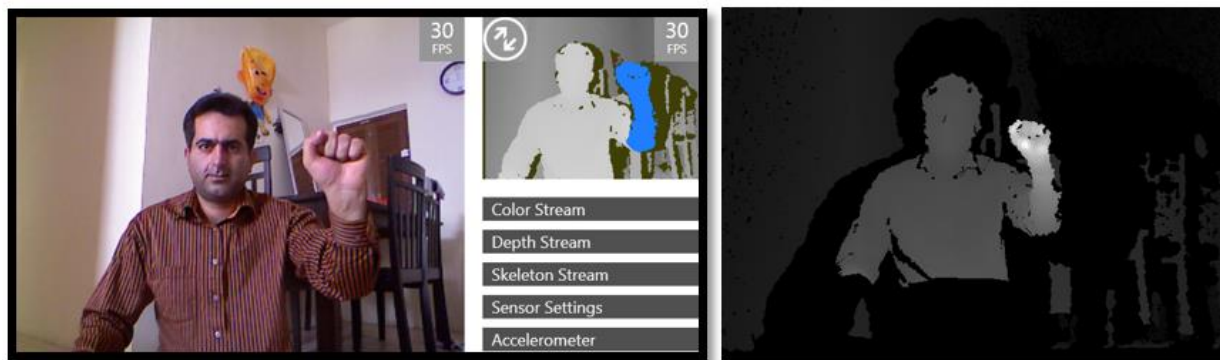 30
FPS
30
FPS
Color Stream
Depth Stream
Skeleton Stream
Sensor Settings
Accelerometer